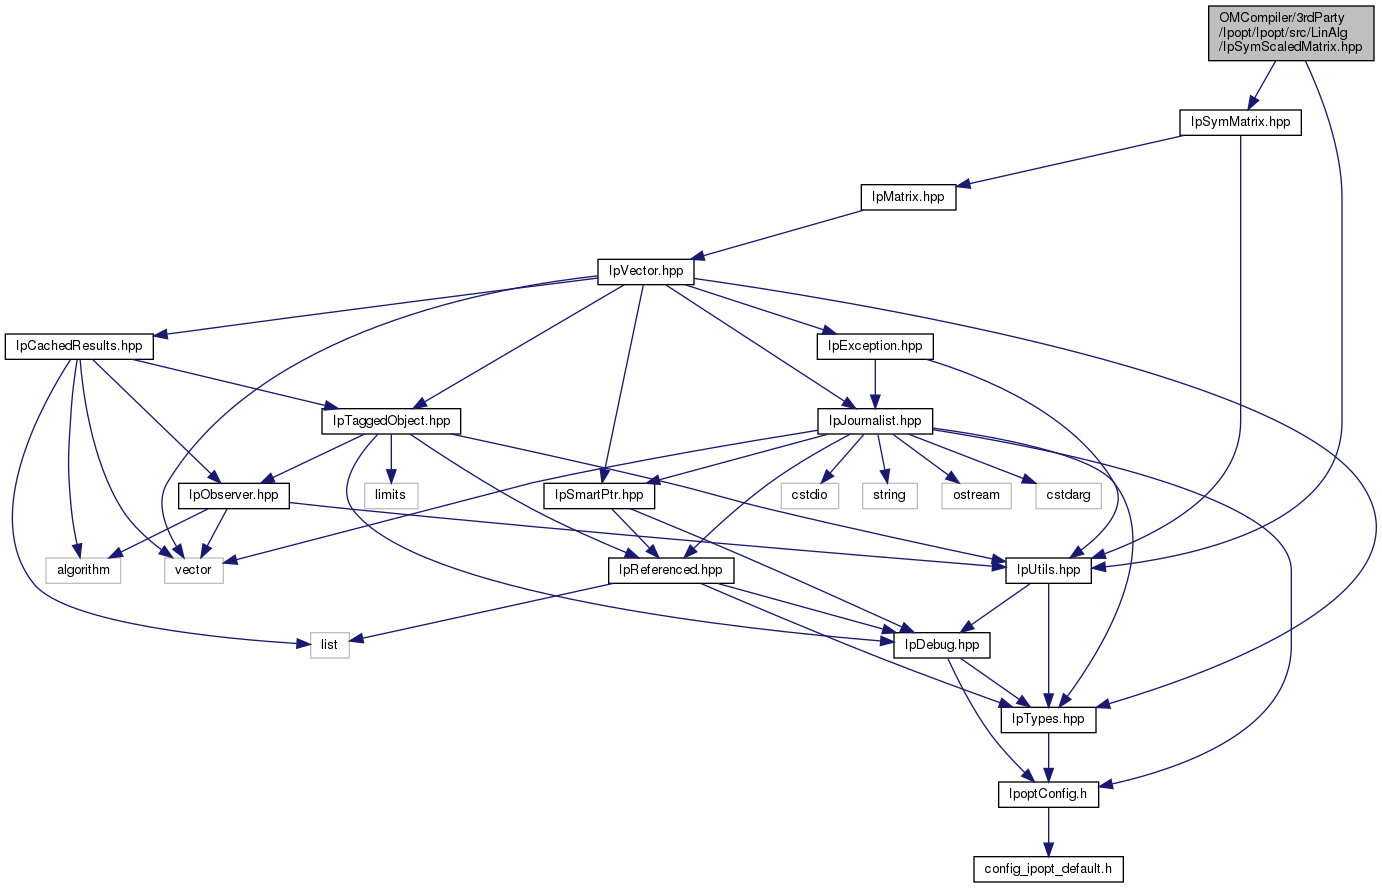 OMCompiler/3rdParty
/Ipopt/Ipopt/src/LinAlg
/IpSymScaledMatrix.hpp
IpSymMatrix.hpp
IpMatrix.hpp
IpVector.hpp
IpCachedResults.hpp
IpException.hpp
IpTaggedObject.hpp
IpJournalist.hpp
IpObserver.hpp
limits
IpSmartPtr.hpp
cstdio
string
ostream
cstdarg
algorithm
vector
IpReferenced.hpp
IpUtils.hpp
list
IpDebug.hpp
IpTypes.hpp
IpoptConfig.h
config_ipopt_default.h